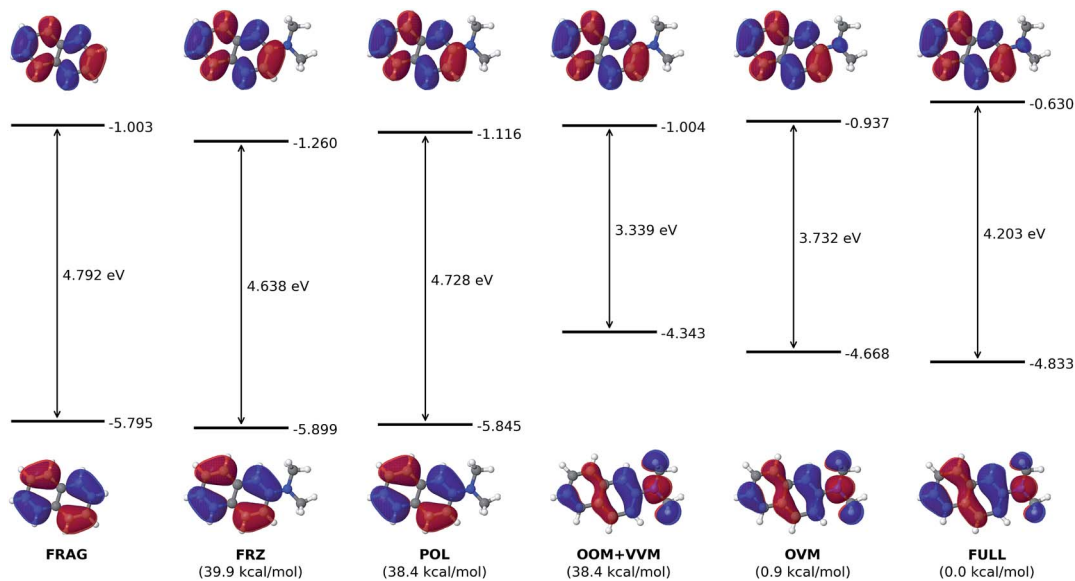 -1.003
-1.260
-1.116
-1.004
-0.937
-0.630
4.792 eV
4.638 eV
4.728 eV
3.339 eV
3.732 eV
4.203 eV
-5.795
-5.899
-5.845
-4.343
-4.668
-4.833
FRAG
FRZ
(39.9 kcal/mol)
POL
(38.4 kcal/mol)
OOM+VVM
(38.4 kcal/mol)
OVM
(0.9 kcal/mol)
FULL
(0.0 kcal/mol)